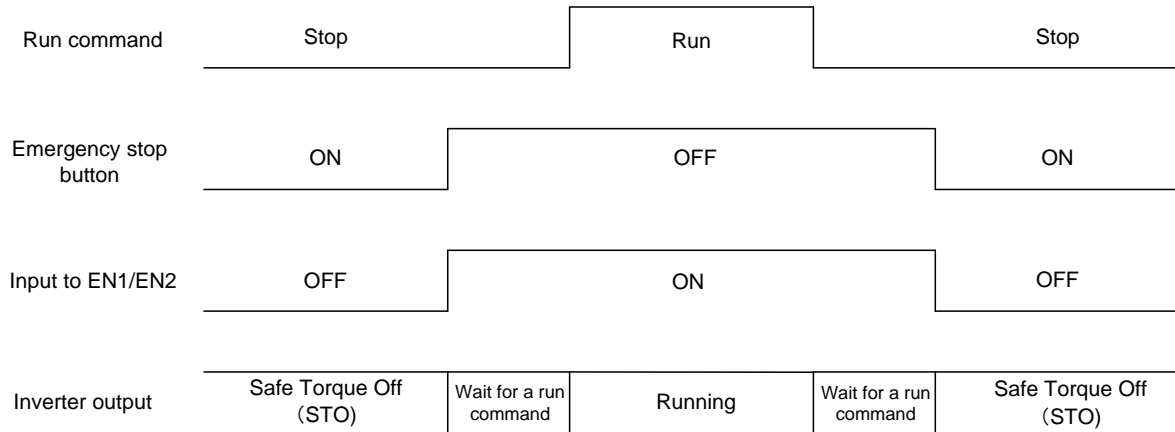 Run command
Stop
Run
Stop
Emergency stop
button
ON
OFF
ON
Input to EN1/EN2
OFF
ON
OFF
Inverter output
Safe Torque Off
（STO)
Wait for a run
command
Running
Wait for a run
command
Safe Torque Off
（STO)